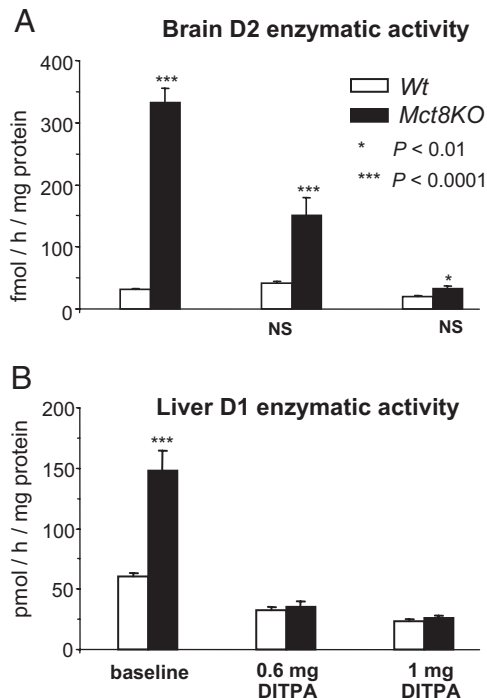 A
Brain D2 enzymatic activity
400
300
200
100
0
fmol / h / mg protein
***
***
*
Wt
Mct8KO
* P < 0.01
*** P < 0.0001
NS
NS
B
Liver D1 enzymatic activity
200
150
100
50
0
pmol / h / mg protein
***
baseline
0.6 mg
DITPA
1 mg
DITPA